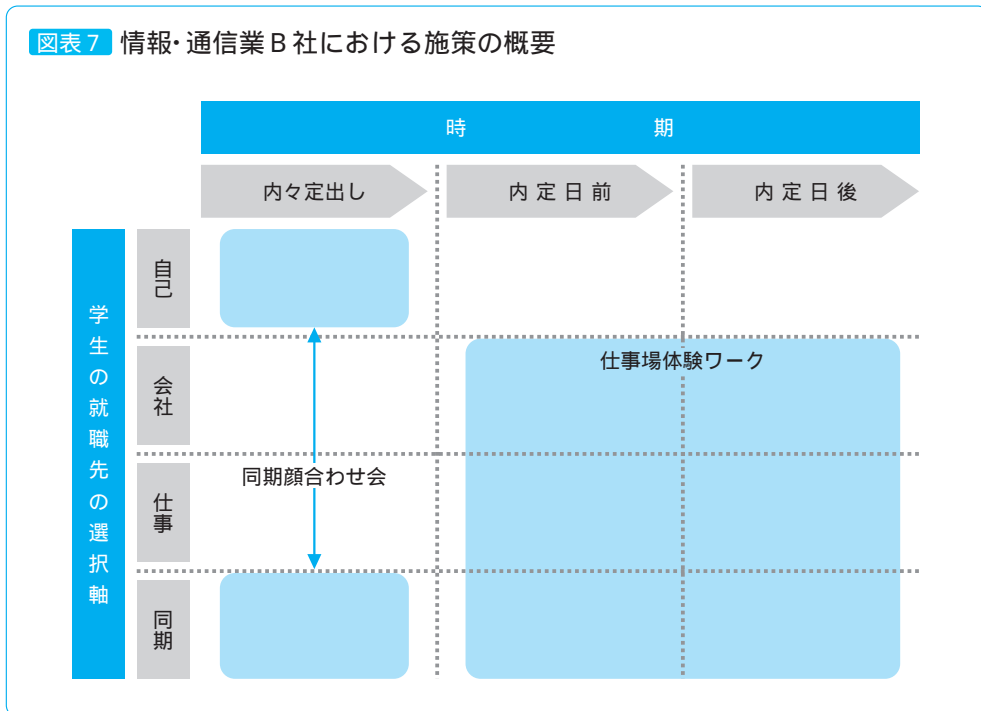 図表7 情報・通信業B社における施策の概要
時期
内々定出し 内定日前 内定日後
学生の就職先の選択軸
自己
会社
仕事
同期
仕事場体験ワーク
同期顔合わせ会